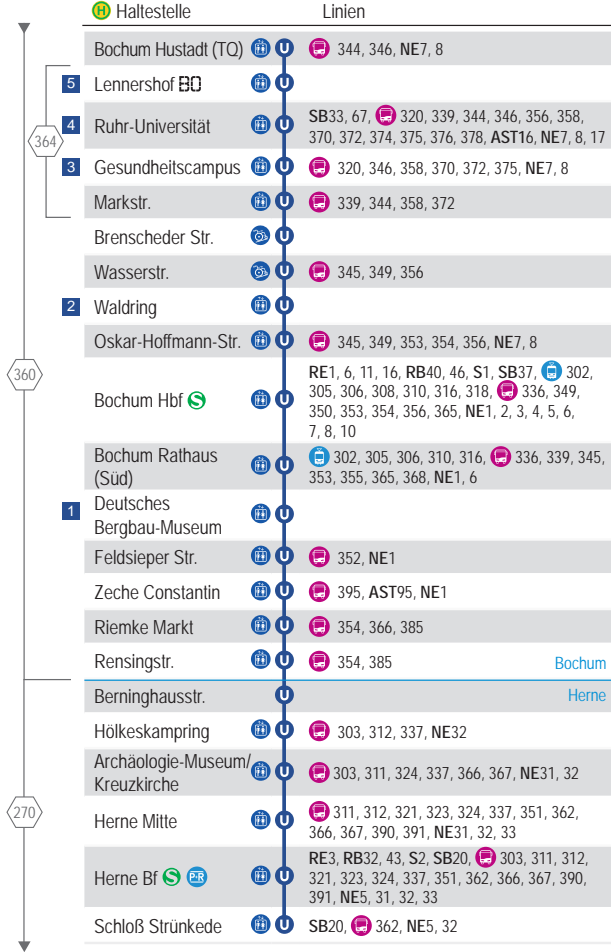 H Haltestelle Linien
Bochum Hustadt (TQ) U 344, 346, NE7, 8
5 Lennershof BO U
364
4 Ruhr-Universität U SB33, 67, 320, 339, 344, 346, 356, 358,
370, 372, 374, 375, 376, 378, AST16, NE7, 8, 17
3 Gesundheitscampus U 320, 346, 358, 370, 372, 375, NE7, 8
Markstr. U 339, 344, 358, 372
Brenscheder Str. U
Wasserstr. U 345, 349, 356
2 Waldring U
Oskar-Hoffmann-Str. U 345, 349, 353, 354, 356, NE7, 8
360
Bochum Hbf S U RE1, 6, 11, 16, RB40, 46, S1, SB37, 302,
305, 306, 308, 310, 316, 318, 336, 349,
350, 353, 354, 356, 365, NE1, 2, 3, 4, 5, 6,
7, 8, 10
Bochum Rathaus
(Süd) U 302, 305, 306, 310, 316, 336, 339, 345,
353, 355, 365, 368, NE1, 6
1 Deutsches
Bergbau-Museum U
Feldsieper Str. U 352, NE1
Zeche Constantin U 395, AST95, NE1
Riemke Markt U 354, 366, 385
Rensingstr. U 354, 385 Bochum
Berninghausstr. U Herne
Hölkeskampring U 303, 312, 337, NE32
Archäologie-Museum/
Kreuzkirche U 303, 311, 324, 337, 366, 367, NE31, 32
270
Herne Mitte U 311, 312, 321, 323, 324, 337, 351, 362,
366, 367, 390, 391, NE31, 32, 33
Herne Bf S P+R U RE3, RB32, 43, S2, SB20, 303, 311, 312,
321, 323, 324, 337, 351, 362, 366, 367, 390,
391, NE5, 31, 32, 33
Schloß Strünkede U SB20, 362, NE5, 32